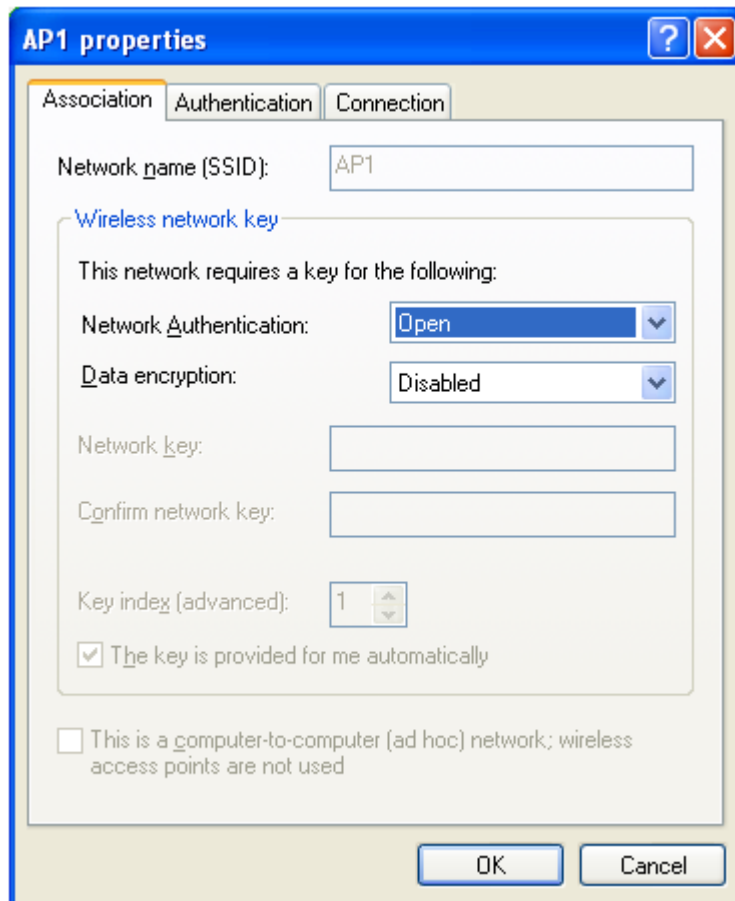 AP1 properties
Association Authentication Connection
Network name (SSID): AP1
Wireless network key
This network requires a key for the following:
Network Authentication: Open
Data encryption: Disabled
Network key:
Confirm network key:
Key index (advanced): 1
The key is provided for me automatically
This is a computer-to-computer (ad hoc) network; wireless
access points are not used
OK Cancel